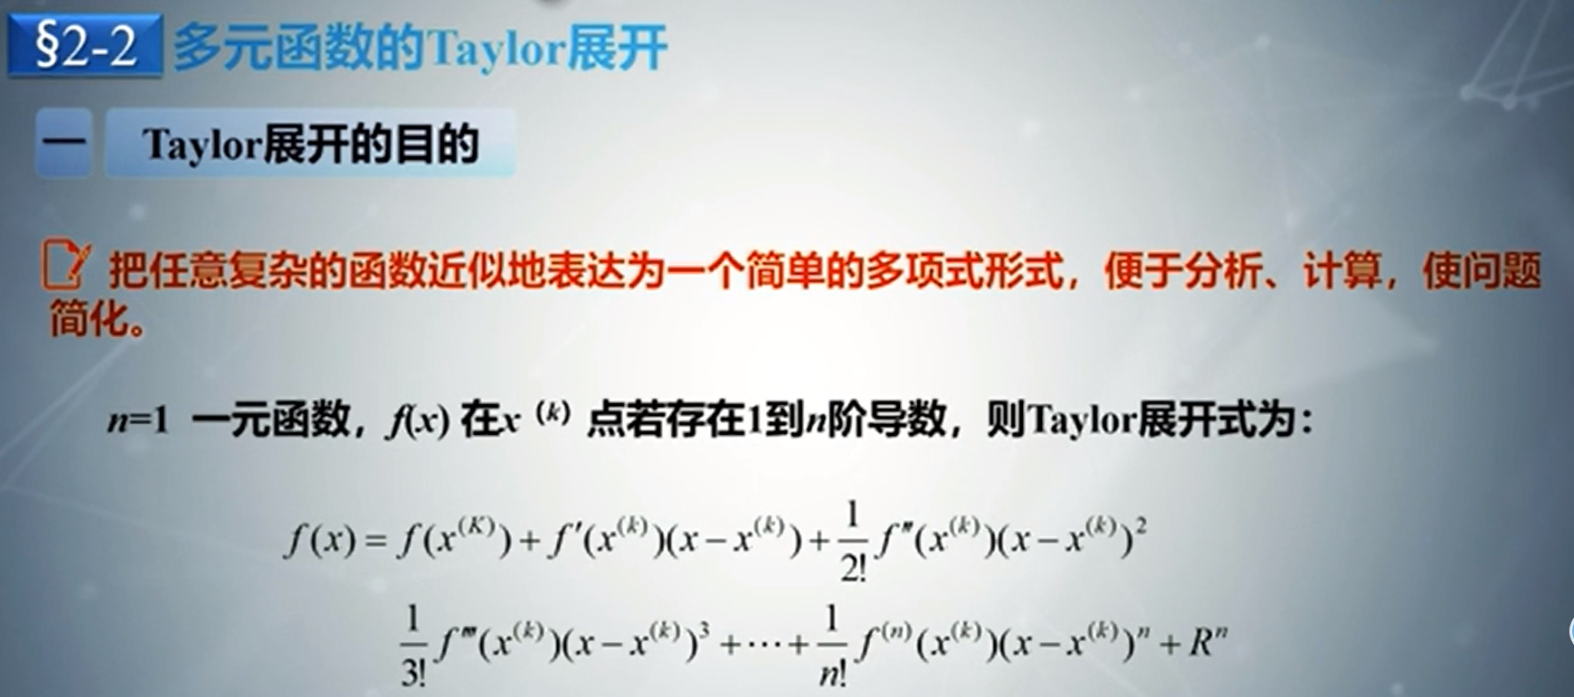 §2-2 多元函数的Taylor展开
一 Taylor展开的目的
把任意复杂的函数近似地表达为一个简单的多项式形式，便于分析、计算，使问题
简化。
n=1 一元函数，f(x) 在x⁽ᵏ⁾ 点若存在1到n阶导数，则Taylor展开式为：
f(x) = f(x^{(K)}) + f'(x^{(k)})(x − x^{(k)}) + \frac{1}{2!} f''(x^{(k)})(x − x^{(k)})^2
\frac{1}{3!} f'''(x^{(k)})(x − x^{(k)})^3 + ⋯ + \frac{1}{n!} f^{(n)}(x^{(k)})(x − x^{(k)})^n + R^n